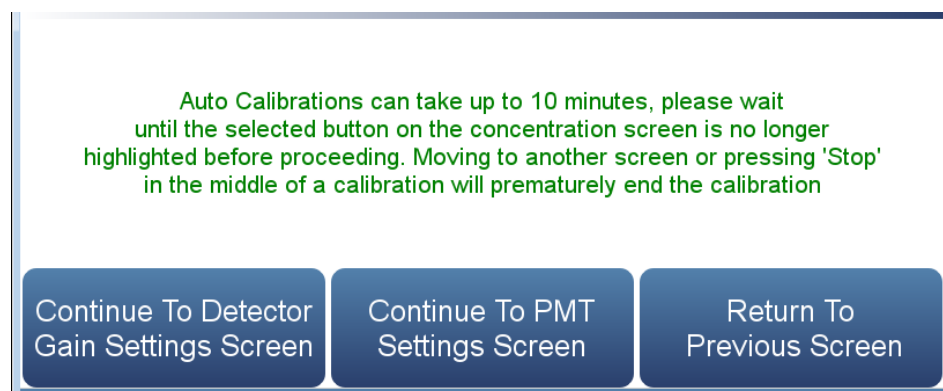 Auto Calibrations can take up to 10 minutes, please wait
until the selected button on the concentration screen is no longer
highlighted before proceeding. Moving to another screen or pressing 'Stop'
in the middle of a calibration will prematurely end the calibration
Continue To Detector
Gain Settings Screen
Continue To PMT
Settings Screen
Return To
Previous Screen